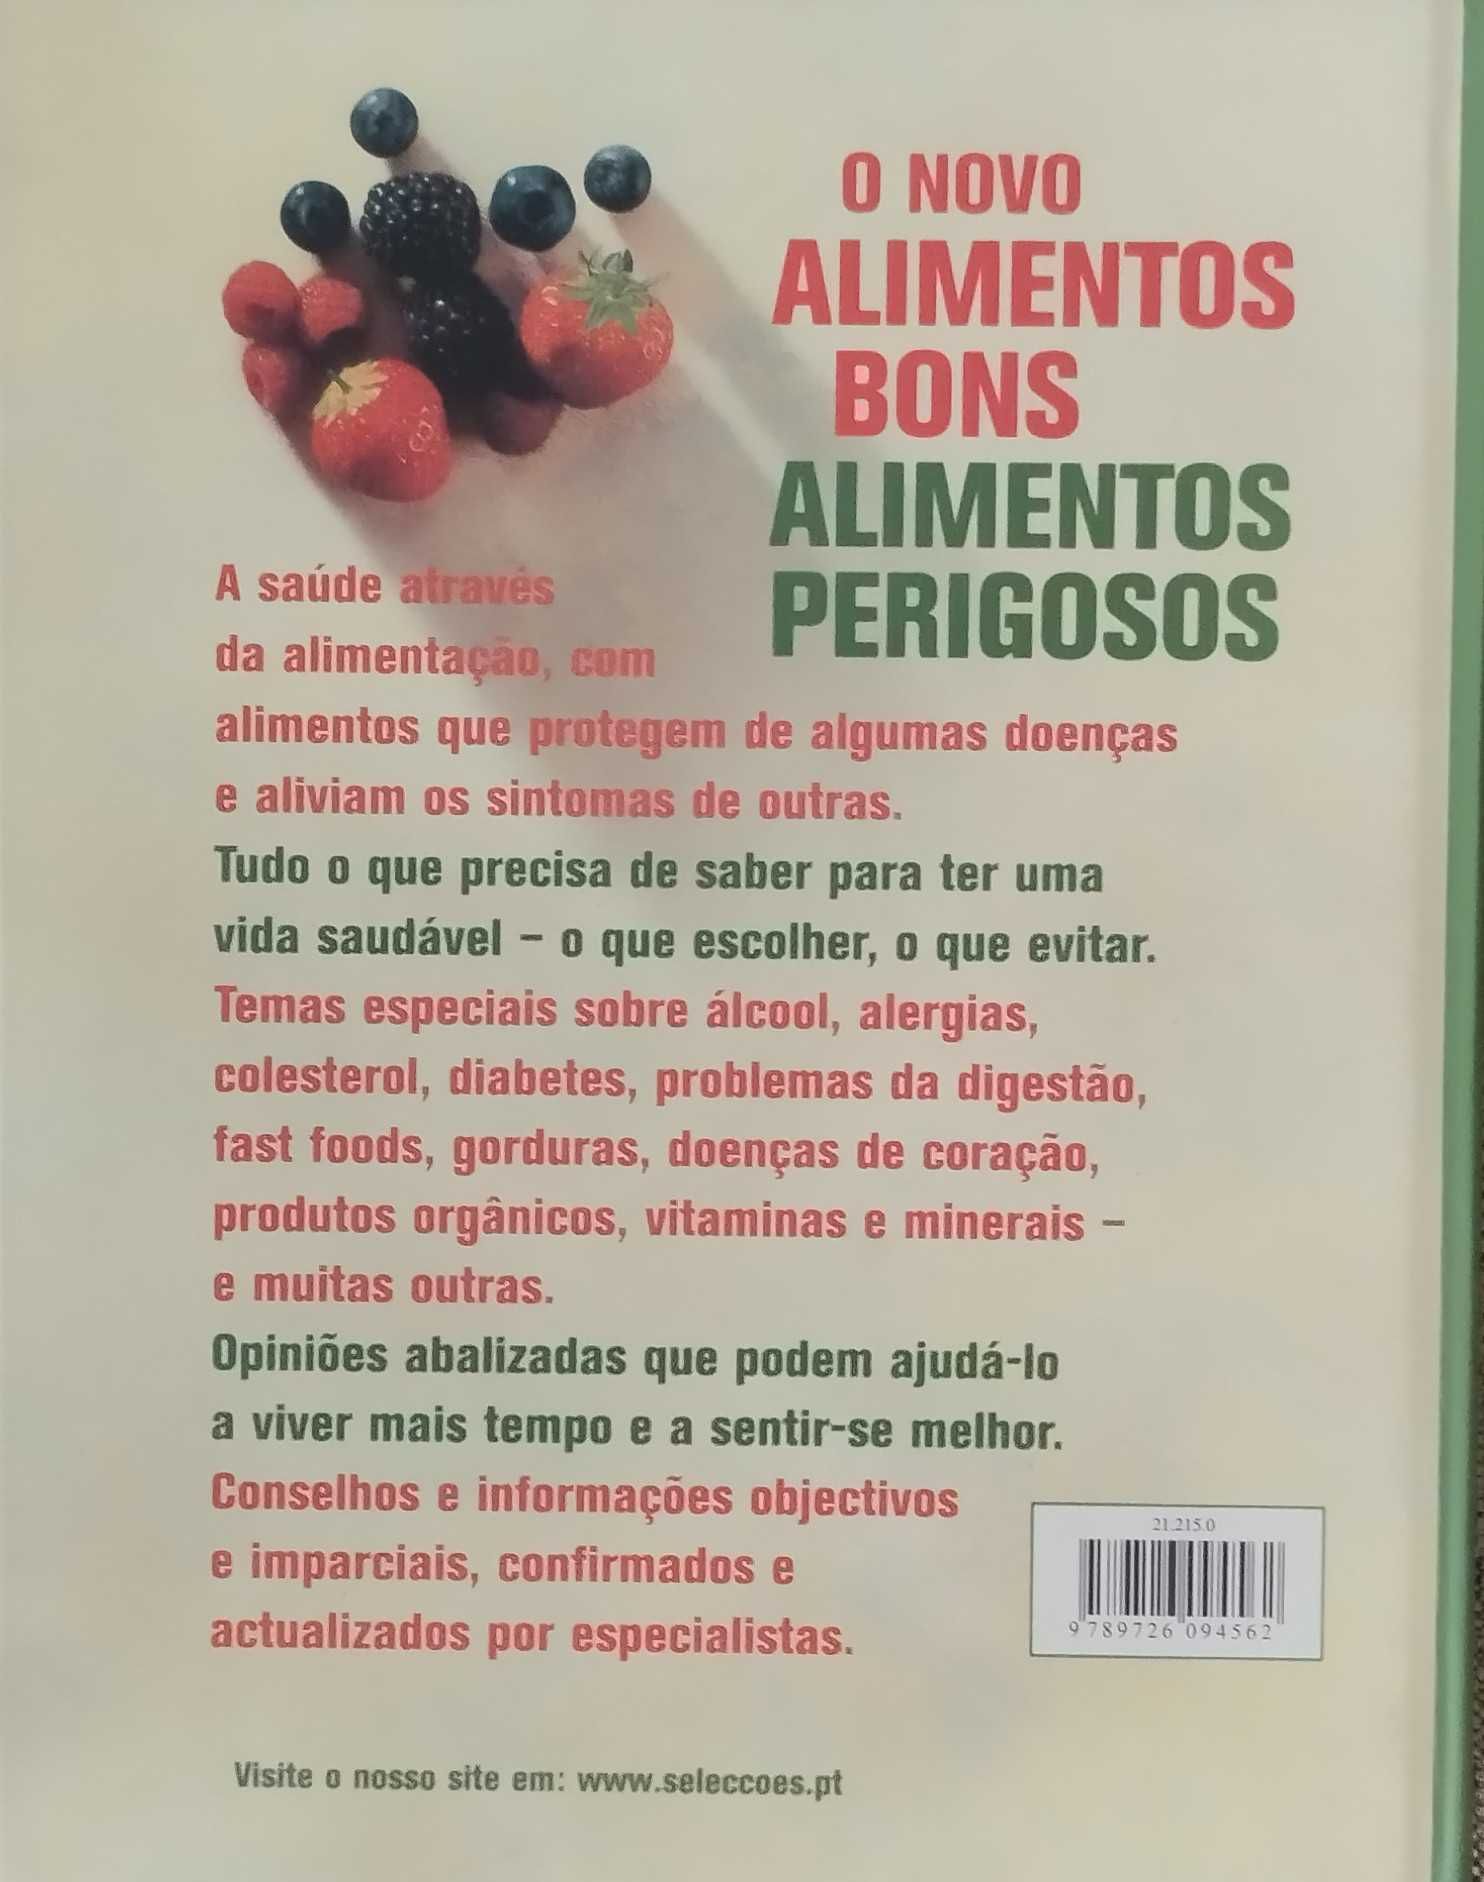 O NOVO
ALIMENTOS
BONS
ALIMENTOS
PERIGOSOS
A saúde através
da alimentação, com
alimentos que protegem de algumas doenças
e aliviam os sintomas de outras.
Tudo o que precisa de saber para ter uma
vida saudável – o que escolher, o que evitar.
Temas especiais sobre álcool, alergias,
colesterol, diabetes, problemas da digestão,
fast foods, gorduras, doenças de coração,
produtos orgânicos, vitaminas e minerais –
e muitas outras.
Opiniões abalizadas que podem ajudá-lo
a viver mais tempo e a sentir-se melhor.
Conselhos e informações objectivos
e imparciais, confirmados e
actualizados por especialistas.
21.215.0
9 789726 094562
Visite o nosso site em: www.seleccoes.pt